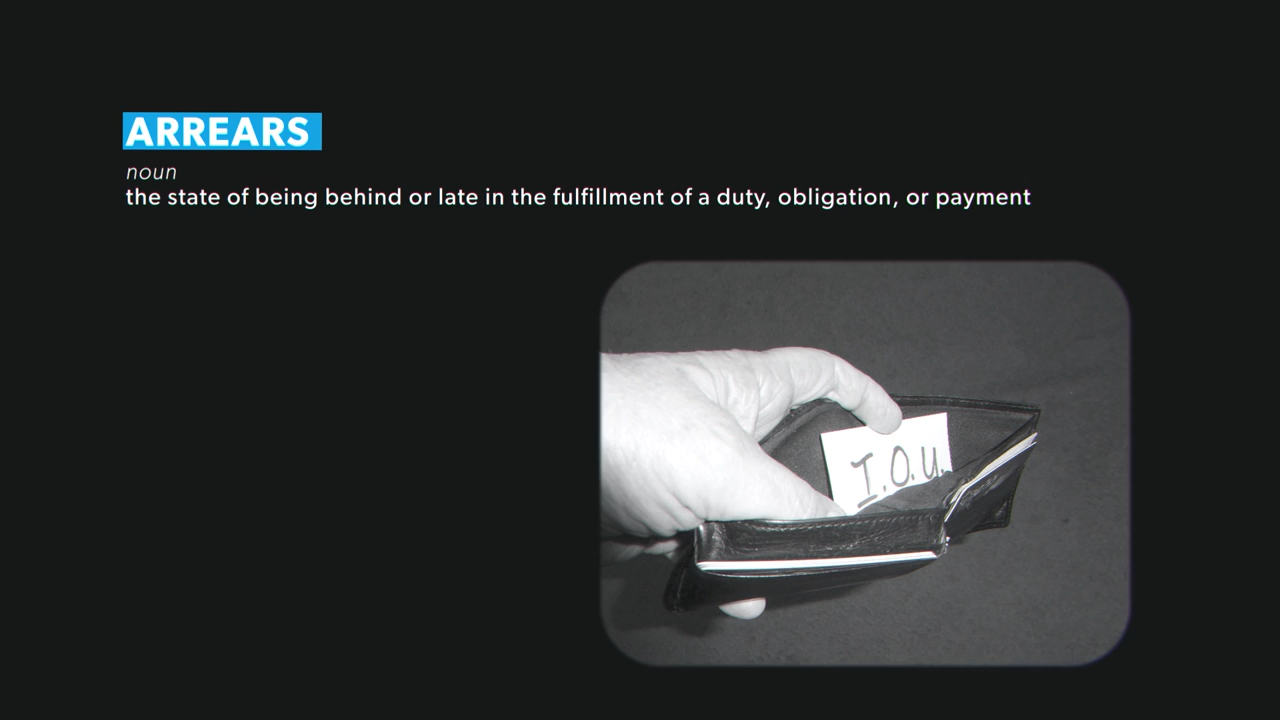 ARREARS
noun
the state of being behind or late in the fulfillment of a duty, obligation, or payment
I.O.U.